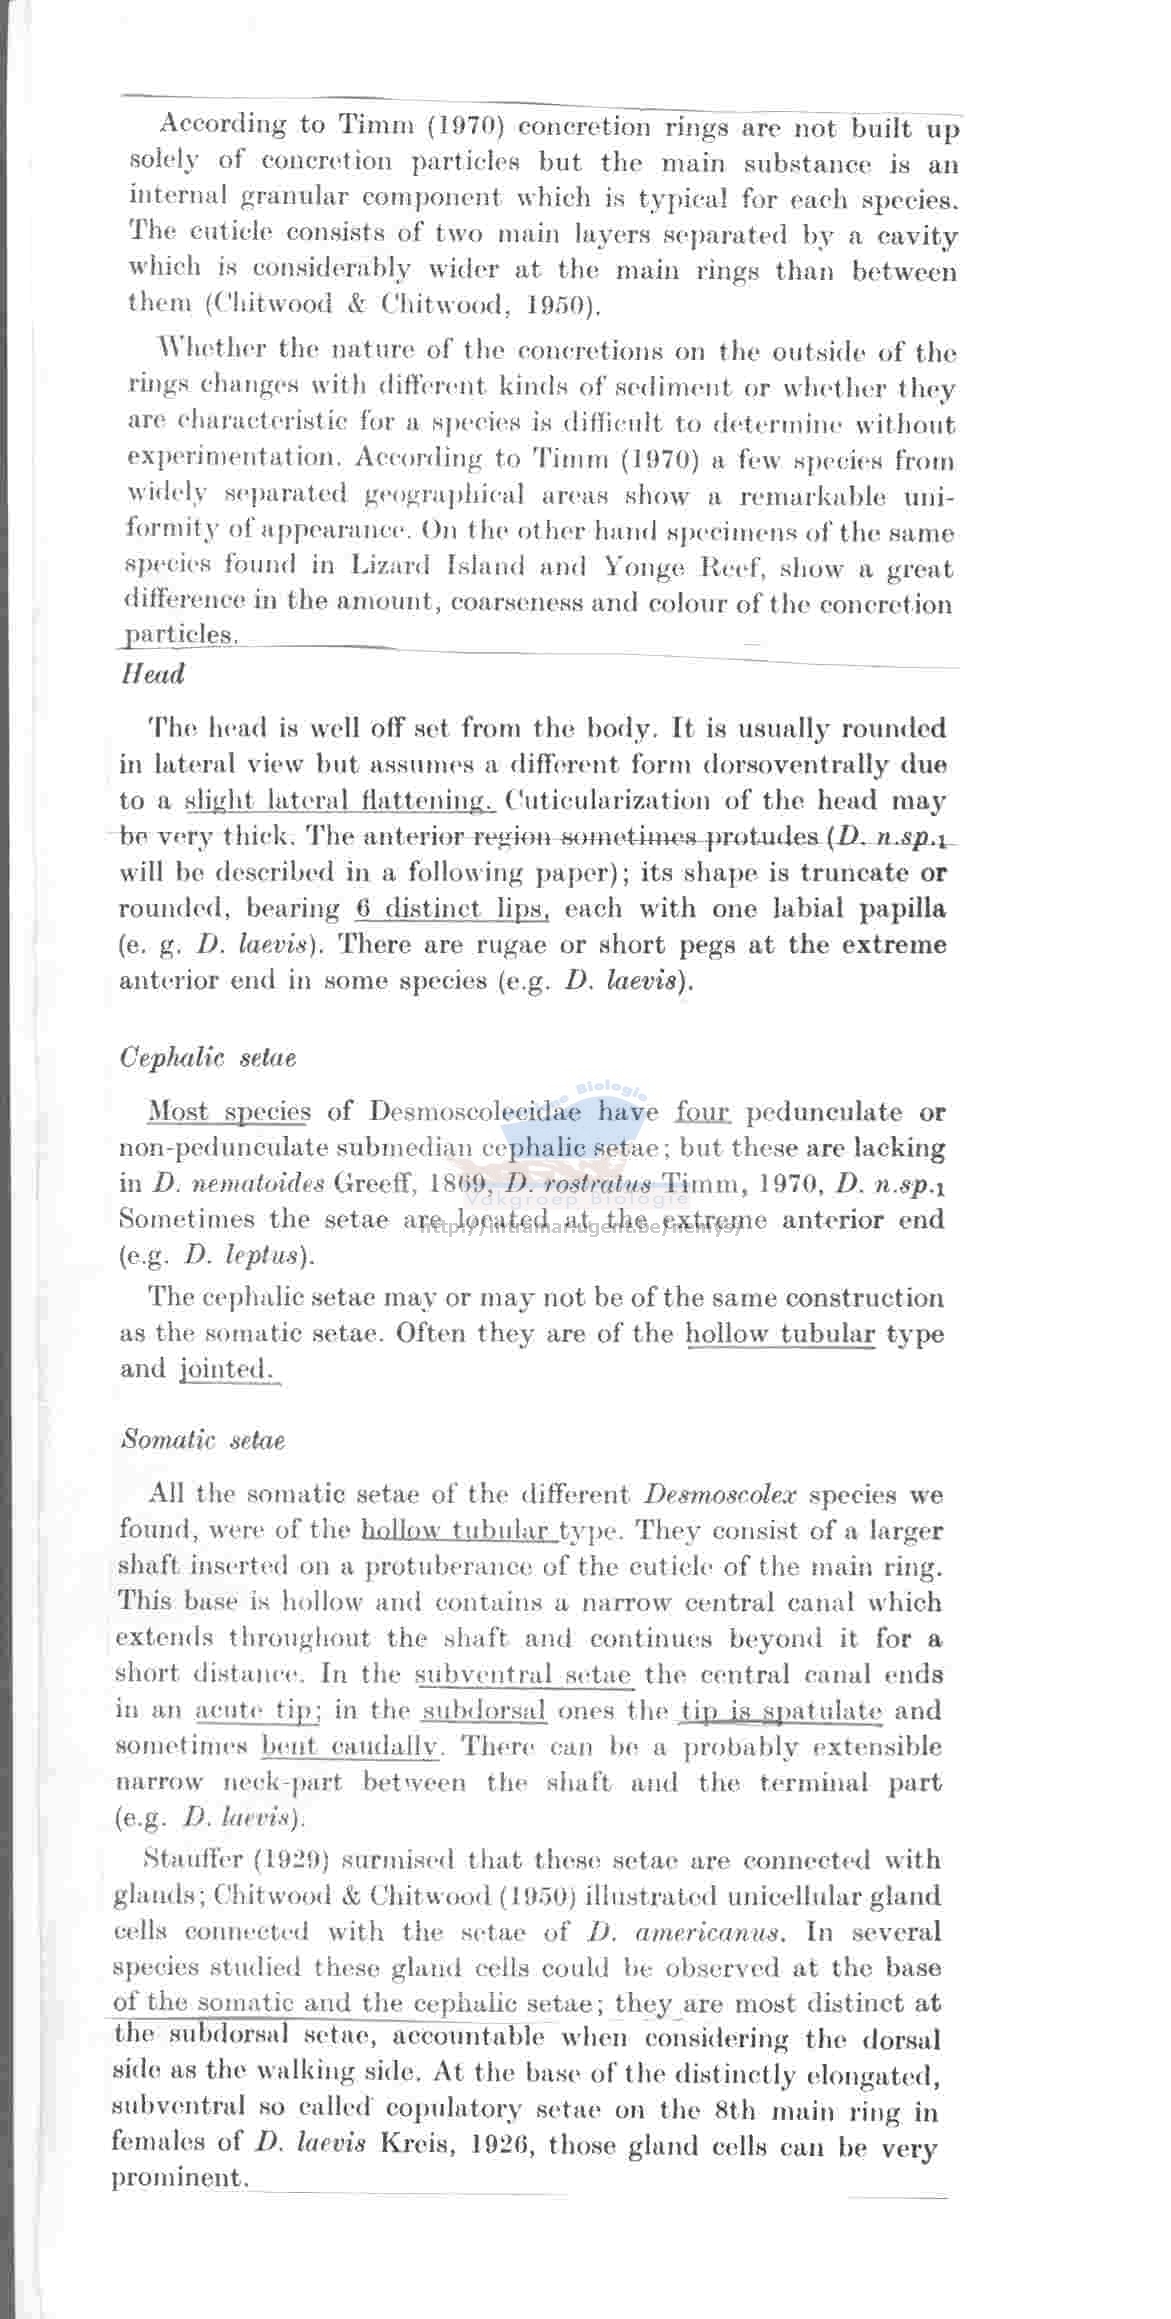 According to Timm (1970) concretion rings are not built up
solely of concretion particles but the main substance is an
internal granular component which is typical for each species.
The cuticle consists of two main layers separated by a cavity
which is considerably wider at the main rings than between
them (Chitwood & Chitwood, 1950).
Whether the nature of the concretions on the outside of the
rings changes with different kinds of sediment or whether they
are characteristic for a species is difficult to determine without
experimentation. According to Timm (1970) a few species from
widely separated geographical areas show a remarkable uni-
formity of appearance. On the other hand specimens of the same
species found in Lizard Island and Yonge Reef, show a great
difference in the amount, coarseness and colour of the concretion
particles.
Head
The head is well off set from the body. It is usually rounded
in lateral view but assumes a different form dorsoventrally due
to a slight lateral flattening. Cuticularization of the head may
be very thick. The anterior region sometimes protudes (D. n.sp.1
will be described in a following paper); its shape is truncate or
rounded, bearing 6 distinct lips, each with one labial papilla
(e. g. D. laevis). There are rugae or short pegs at the extreme
anterior end in some species (e.g. D. laevis).
Cephalic setae
Most species of Desmoscolecidae have four pedunculate or
non-pedunculate submedian cephalic setae; but these are lacking
in D. nematoides Greeff, 1869, D. rostratus Timm, 1970, D. n.sp.1
Sometimes the setae are located at the extreme anterior end
(e.g. D. leptus).
The cephalic setae may or may not be of the same construction
as the somatic setae. Often they are of the hollow tubular type
and jointed.
Somatic setae
All the somatic setae of the different Desmoscolex species we
found, were of the hollow tubular type. They consist of a larger
shaft inserted on a protuberance of the cuticle of the main ring.
This base is hollow and contains a narrow central canal which
extends throughout the shaft and continues beyond it for a
short distance. In the subventral setae the central canal ends
in an acute tip; in the subdorsal ones the tip is spatulate and
sometimes bent caudally. There can be a probably extensible
narrow neck-part between the shaft and the terminal part
(e.g. D. laevis).
Stauffer (1929) surmised that these setae are connected with
glands; Chitwood & Chitwood (1950) illustrated unicellular gland
cells connected with the setae of D. americanus. In several
species studied these gland cells could be observed at the base
of the somatic and the cephalic setae; they are most distinct at
the subdorsal setae, accountable when considering the dorsal
side as the walking side. At the base of the distinctly elongated,
subventral so called copulatory setae on the 8th main ring in
females of D. laevis Kreis, 1926, those gland cells can be very
prominent.
Biologie
Vakgroep Biologie